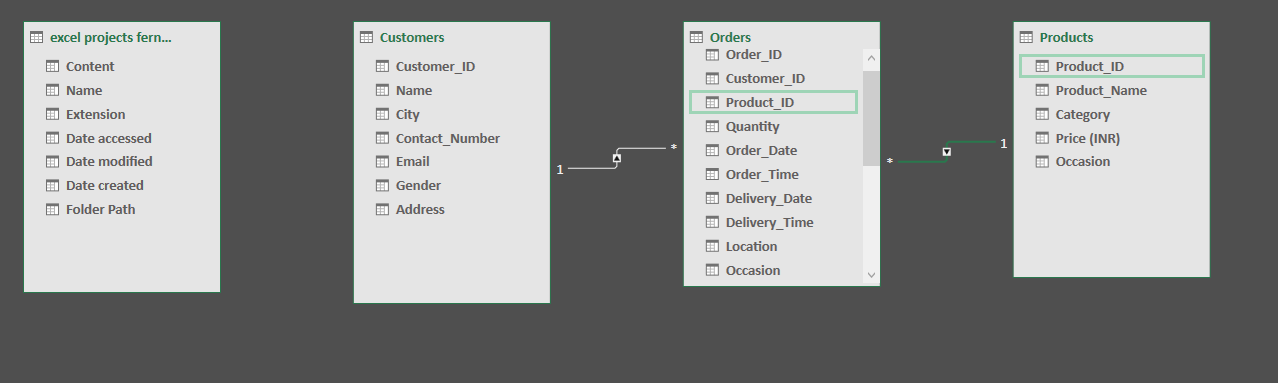 excel projects fern...
Content
Name
Extension
Date accessed
Date modified
Date created
Folder Path
Customers
Customer_ID
Name
City
Contact_Number
Email
Gender
Address
1
*
Orders
Order_ID
Customer_ID
Product_ID
Quantity
Order_Date
Order_Time
Delivery_Date
Delivery_Time
Location
Occasion
*
1
Products
Product_ID
Product_Name
Category
Price (INR)
Occasion